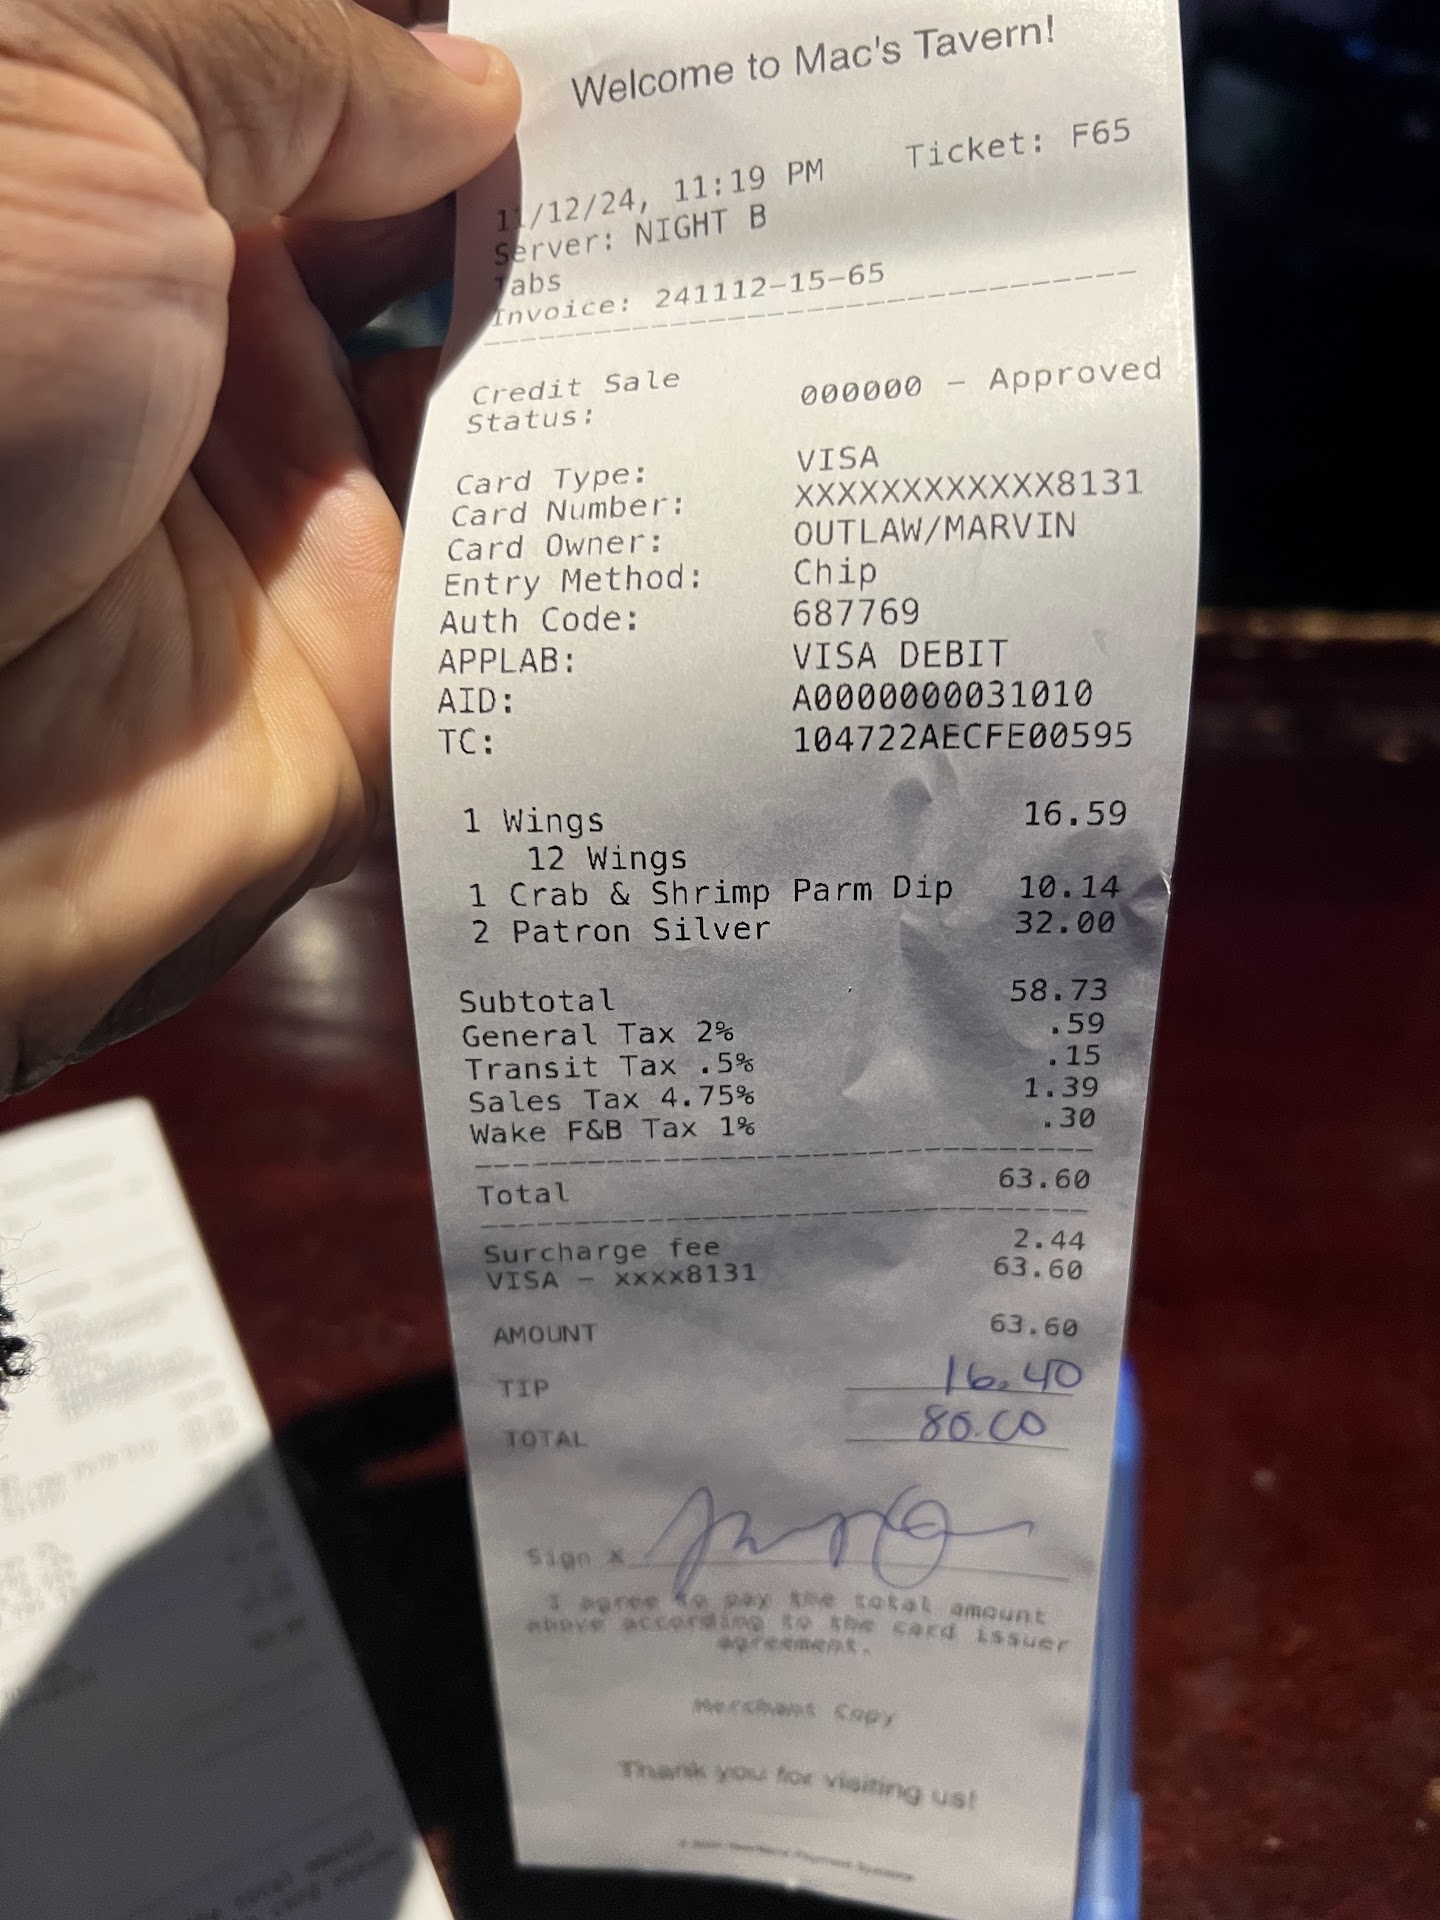 Welcome to Mac's Tavern!
Ticket: F65
11/12/24, 11:19 PM
Server: NIGHT B
Tabs
Invoice: 241112-15-65
Credit Sale
Status: 000000 - Approved
Card Type: VISA
Card Number: XXXXXXXXXXXX8131
Card Owner: OUTLAW/MARVIN
Entry Method: Chip
Auth Code: 687769
APPLAB: VISA DEBIT
AID: A0000000031010
TC: 104722AECFE00595
1 Wings 16.59
12 Wings
1 Crab & Shrimp Parm Dip 10.14
2 Patron Silver 32.00
Subtotal 58.73
General Tax 2% .59
Transit Tax .5% .15
Sales Tax 4.75% 1.39
Wake F&B Tax 1% .30
Total 63.60
Surcharge fee 2.44
VISA - xxxx8131 63.60
AMOUNT 63.60
TIP 16.40
TOTAL 80.00
Sign x
I agree to pay the total amount
above according to the card issuer
agreement.
Merchant Copy
Thank you for visiting us!